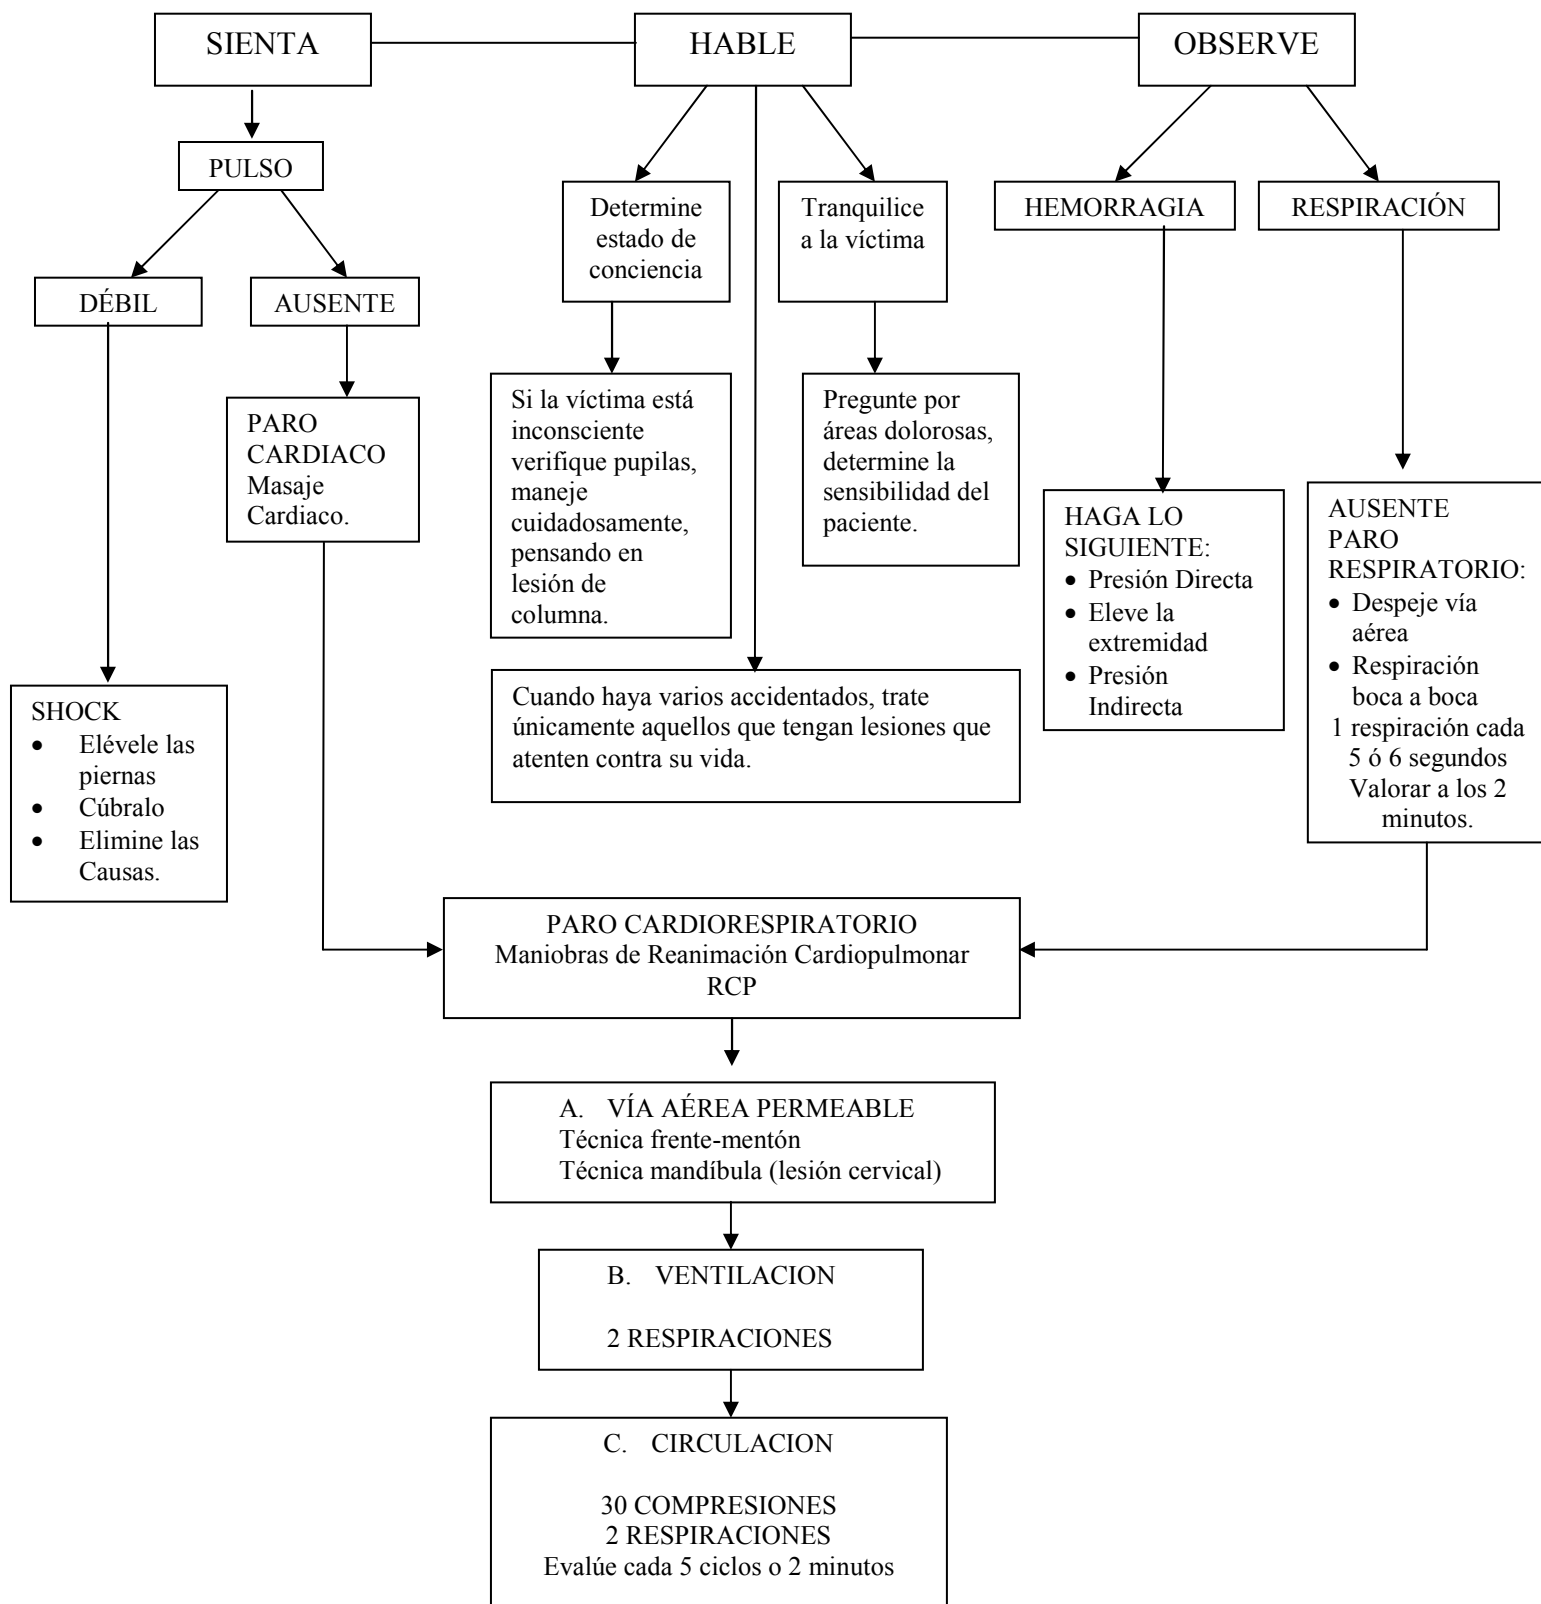 SIENTA
HABLE
OBSERVE
PULSO
DÉBIL
AUSENTE
Determine
estado de
conciencia
Tranquilice
a la víctima
HEMORRAGIA
RESPIRACIÓN
PARO
CARDIACO
Masaje
Cardiaco.
Si la víctima está
inconsciente
verifique pupilas,
maneje
cuidadosamente,
pensando en
lesión de
columna.
Pregunte por
áreas dolorosas,
determine la
sensibilidad del
paciente.
HAGA LO
SIGUIENTE:
• Presión Directa
• Eleve la
extremidad
• Presión
Indirecta
AUSENTE
PARO
RESPIRATORIO:
• Despeje vía
aérea
• Respiración
boca a boca
1 respiración cada
5 ó 6 segundos
Valorar a los 2
minutos.
SHOCK
• Elévele las
piernas
• Cúbralo
• Elimine las
Causas.
Cuando haya varios accidentados, trate
únicamente aquellos que tengan lesiones que
atenten contra su vida.
PARO CARDIORESPIRATORIO
Maniobras de Reanimación Cardiopulmonar
RCP
A. VÍA AÉREA PERMEABLE
Técnica frente-mentón
Técnica mandíbula (lesión cervical)
B. VENTILACION
2 RESPIRACIONES
C. CIRCULACION
30 COMPRESIONES
2 RESPIRACIONES
Evalúe cada 5 ciclos o 2 minutos